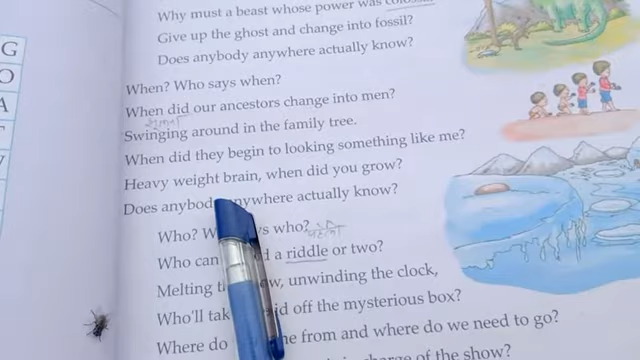 G
O
A
Why must a beast whose power was
Give up the ghost and change into fossil?
Does anybody anywhere actually know?
When? Who says when?
When did our ancestors change into men?
Swinging around in the family tree.
When did they begin to looking something like me?
Heavy weight brain, when did you grow?
Does anywhere actually know?
Who? who?
Who can a riddle or two?
Melting unwinding the clock,
Who'll off the mysterious box?
Where do from and where do we need to go?
charge of the show?